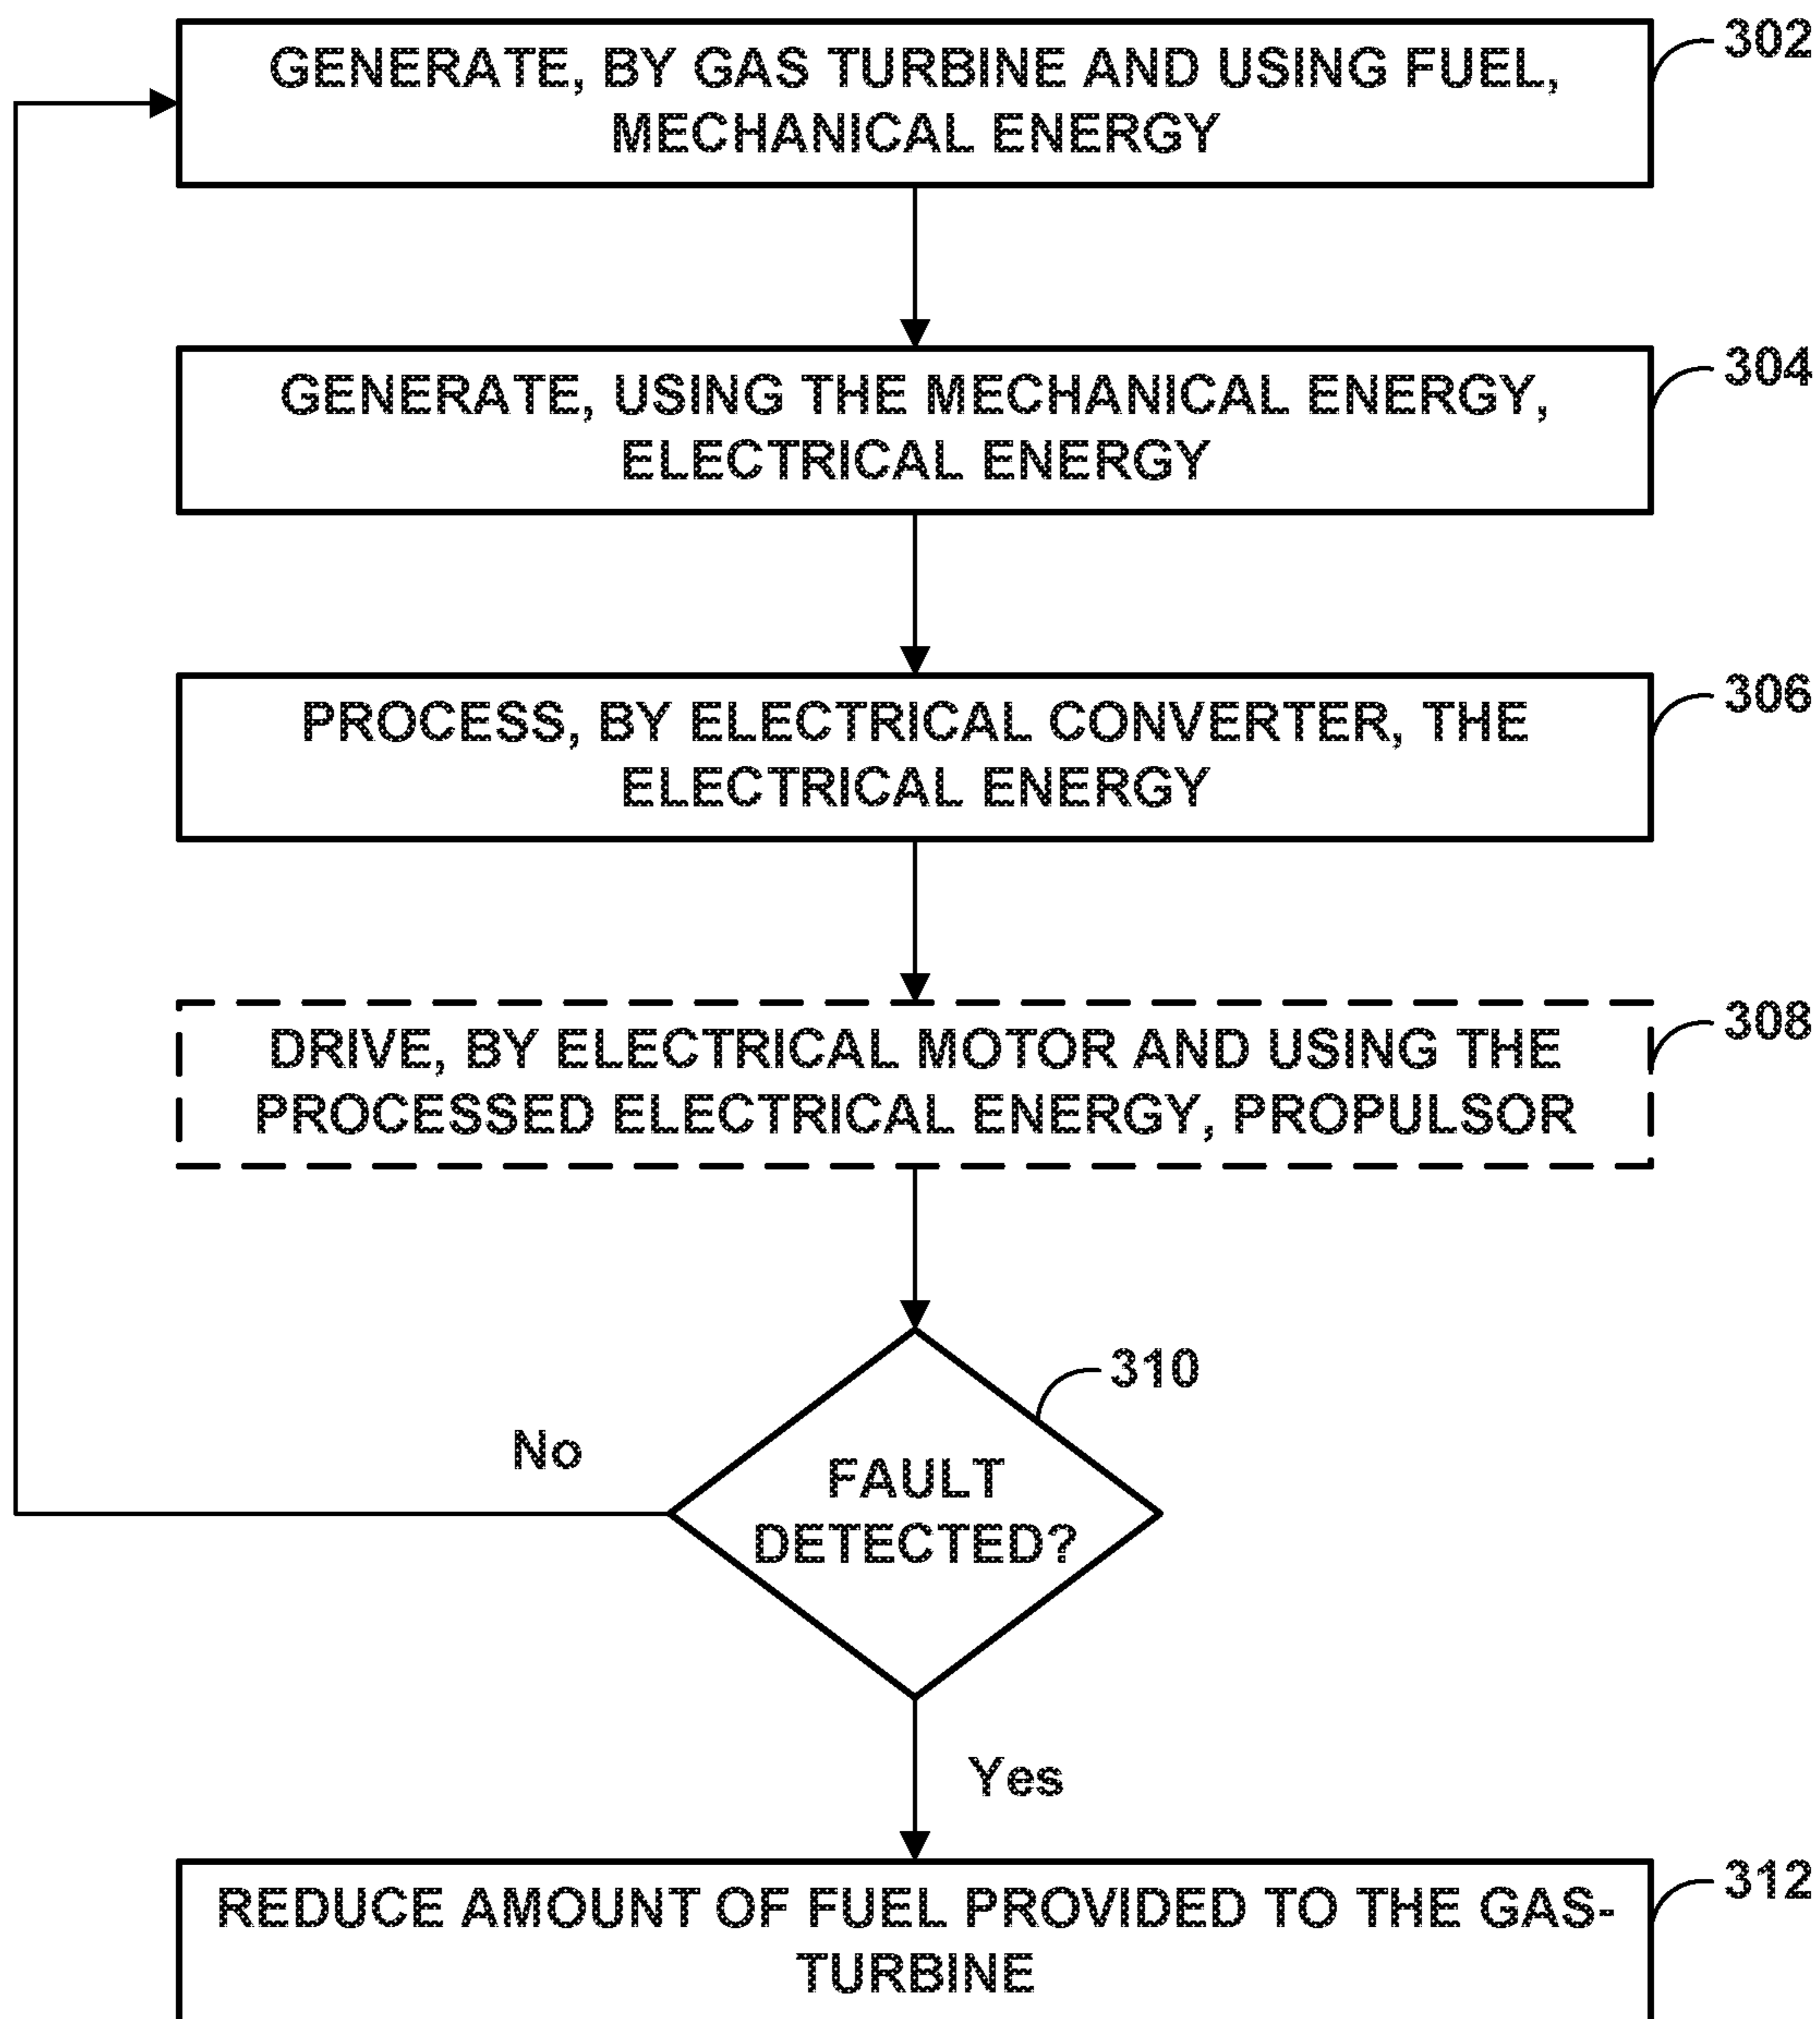 GENERATE, BY GAS TURBINE AND USING FUEL,
MECHANICAL ENERGY
302
GENERATE, USING THE MECHANICAL ENERGY,
ELECTRICAL ENERGY
304
PROCESS, BY ELECTRICAL CONVERTER, THE
ELECTRICAL ENERGY
306
DRIVE, BY ELECTRICAL MOTOR AND USING THE
PROCESSED ELECTRICAL ENERGY, PROPULSOR
308
310
No
FAULT
DETECTED?
Yes
REDUCE AMOUNT OF FUEL PROVIDED TO THE GAS-
TURBINE
312